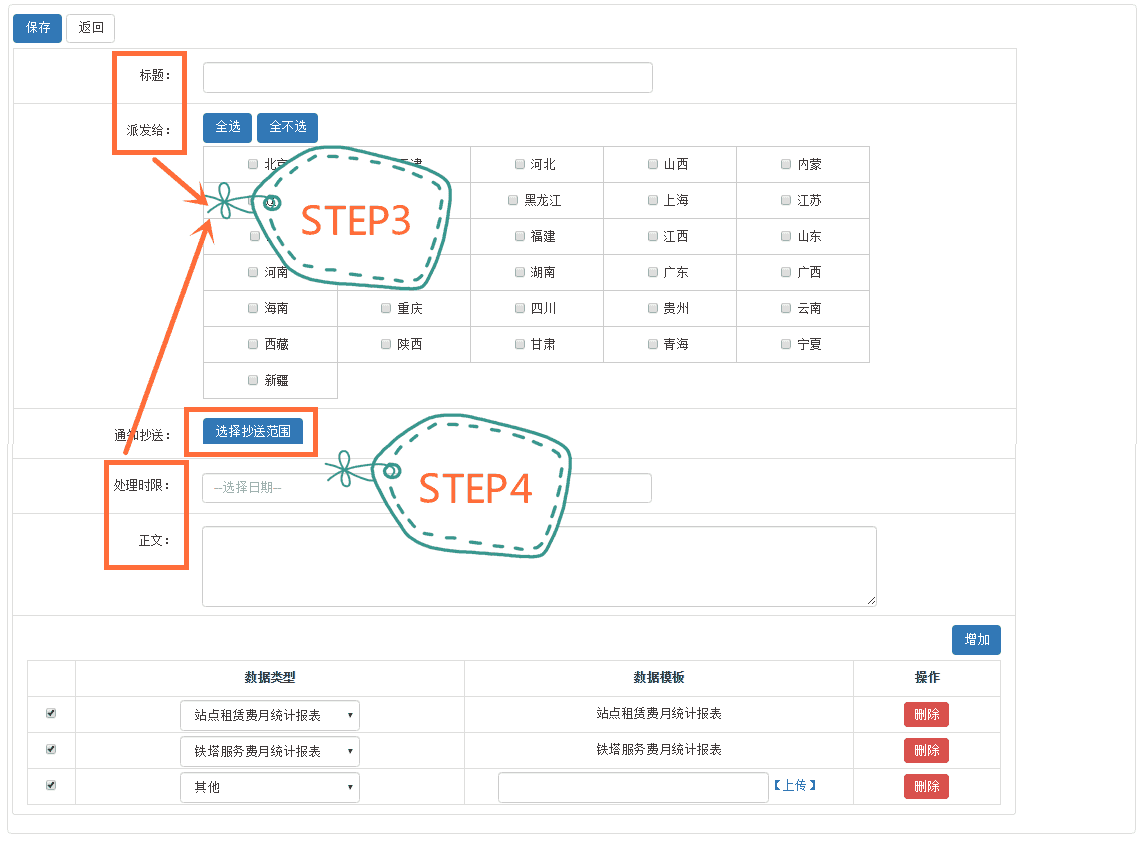 保存 返回
标题：
派发给： 全选 全不选
北京 天津 河北 山西 内蒙
黑龙江 上海 江苏
福建 江西 山东
河南 湖南 广东 广西
海南 重庆 四川 贵州 云南
西藏 陕西 甘肃 青海 宁夏
新疆
STEP3
通知抄送： 选择抄送范围
处理时限： --选择日期--
STEP4
正文：
增加
数据类型 数据模板 操作
站点租赁费月统计报表 站点租赁费月统计报表 删除
铁塔服务费月统计报表 铁塔服务费月统计报表 删除
其他 【上传】 删除